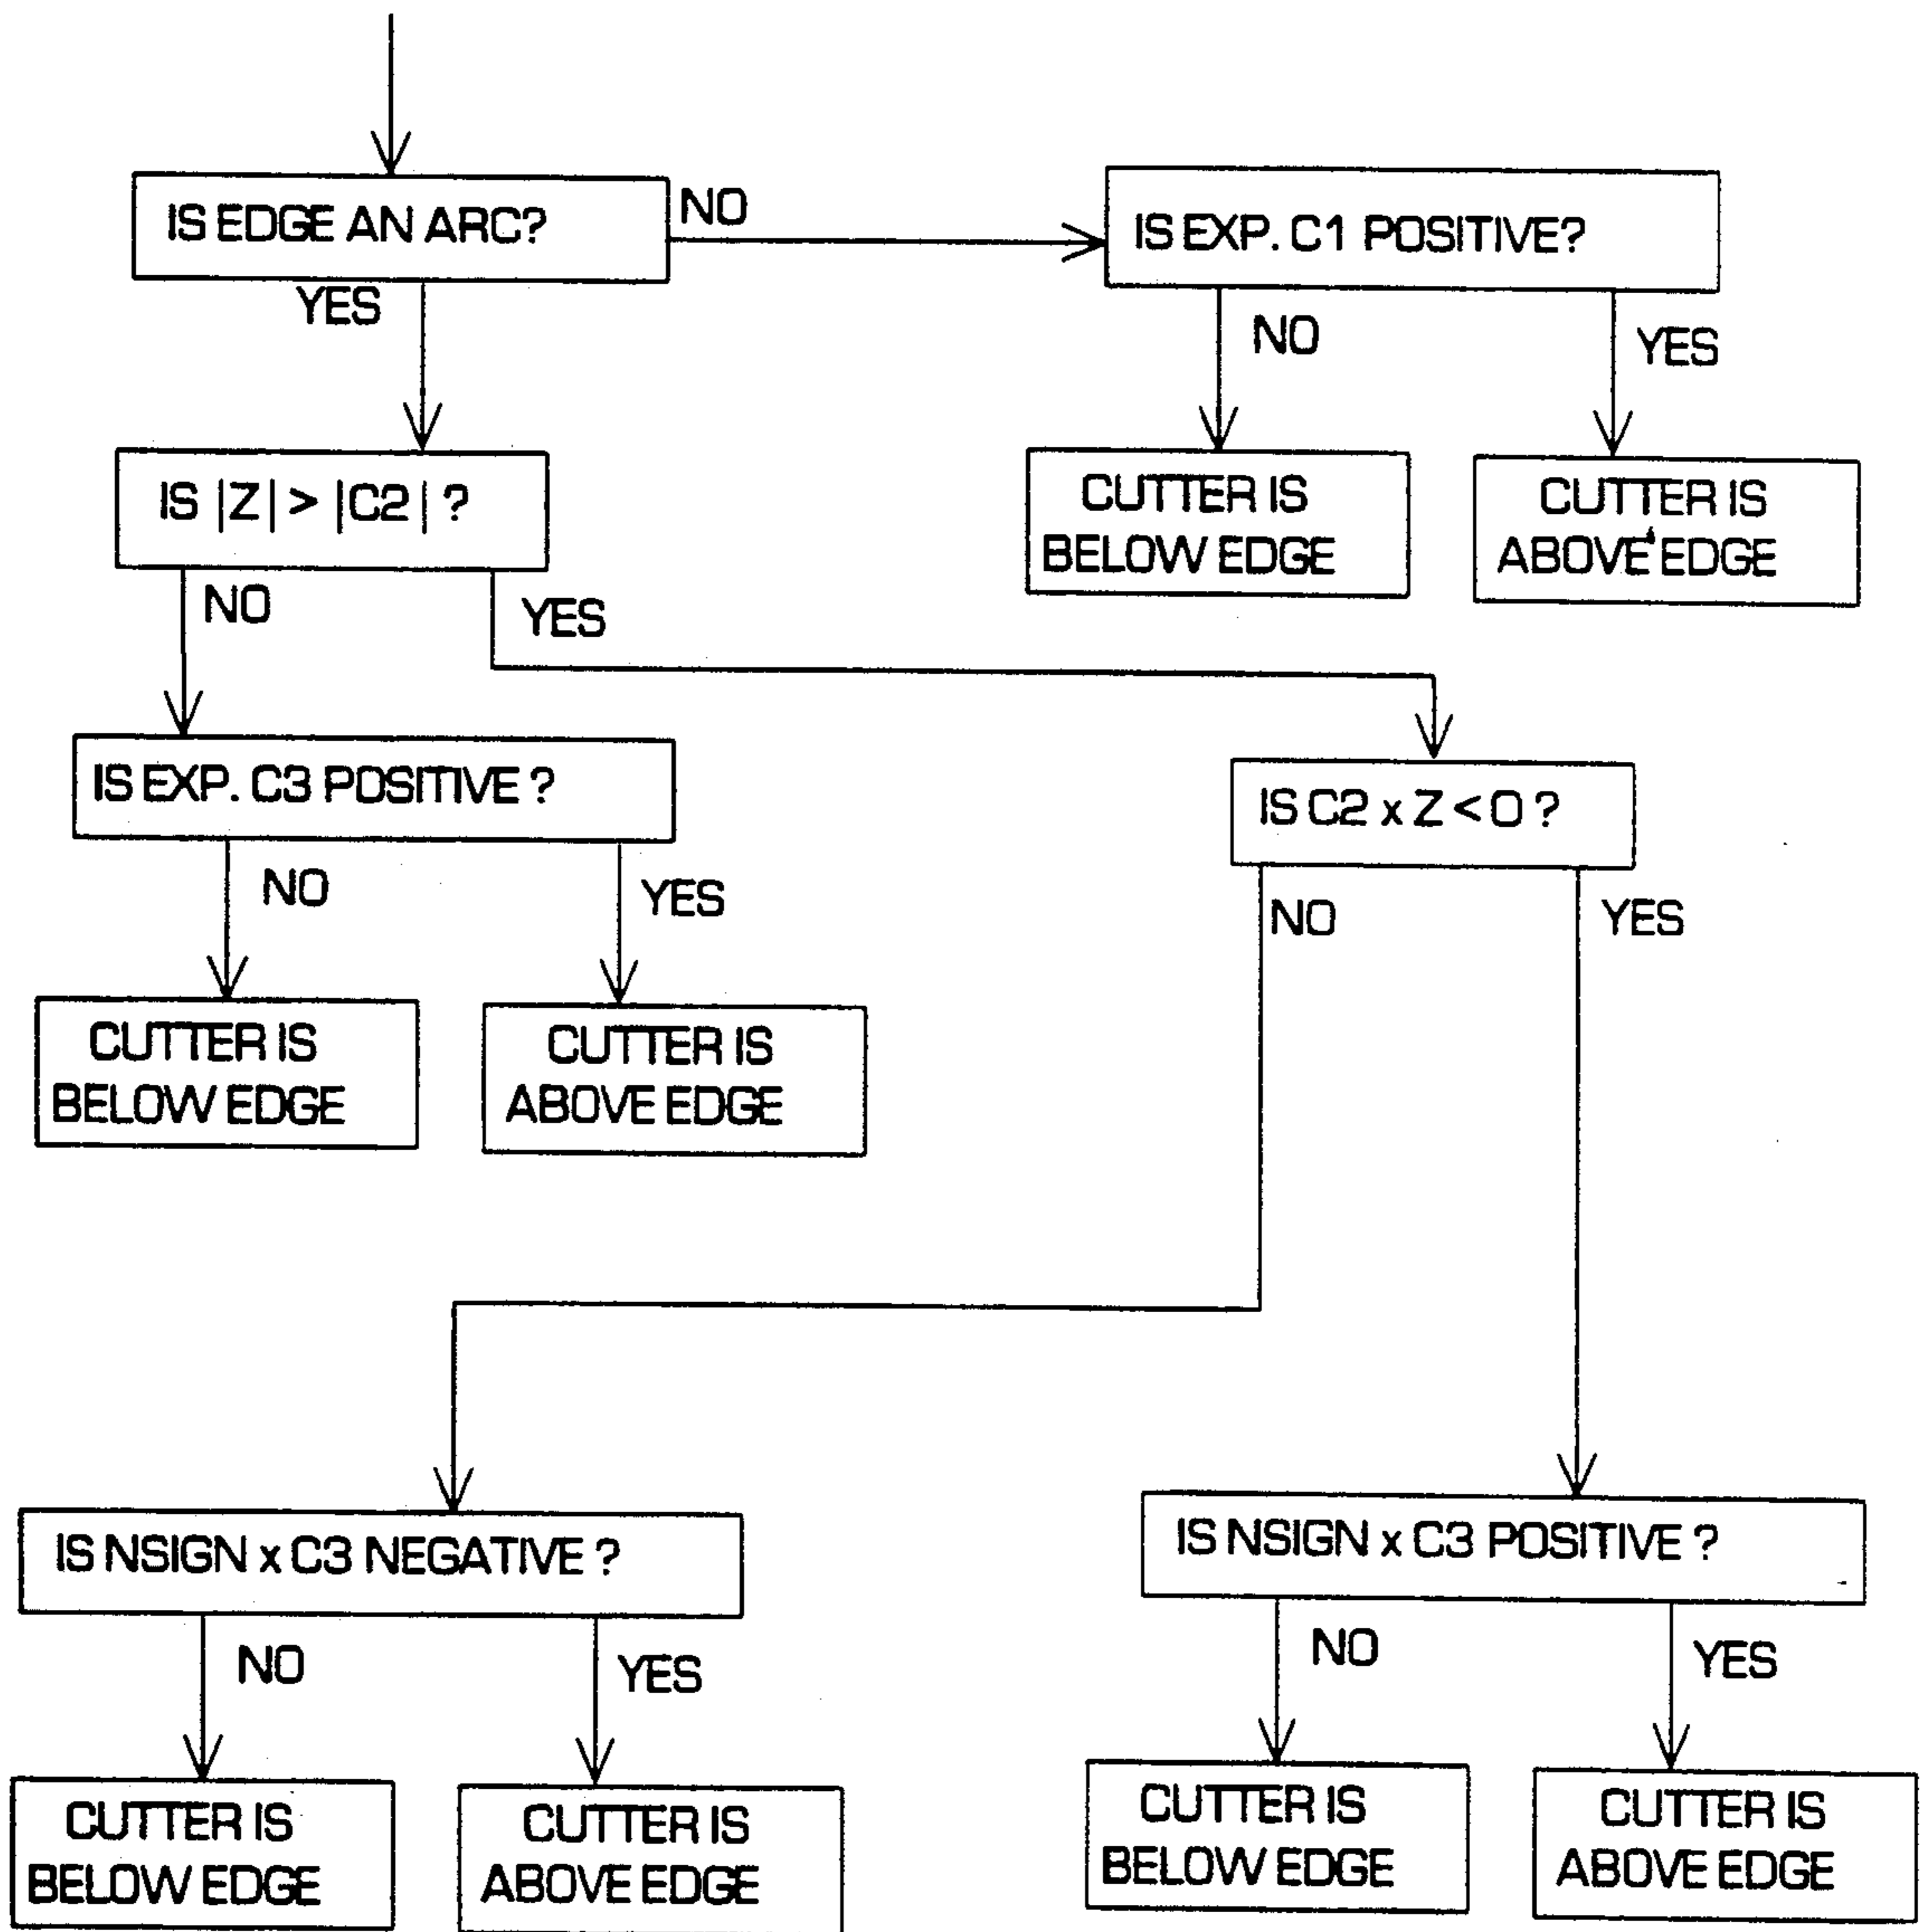 IS EDGE AN ARC?
NO
IS EXP. C1 POSITIVE?
YES
NO
YES
IS |Z| > |C2| ?
CUTTER IS
BELOW EDGE
CUTTER IS
ABOVE EDGE
NO
YES
IS EXP. C3 POSITIVE ?
IS C2 x Z < 0 ?
NO
YES
NO
YES
CUTTER IS
BELOW EDGE
CUTTER IS
ABOVE EDGE
IS NSIGN x C3 NEGATIVE ?
IS NSIGN x C3 POSITIVE ?
NO
YES
NO
YES
CUTTER IS
BELOW EDGE
CUTTER IS
ABOVE EDGE
CUTTER IS
BELOW EDGE
CUTTER IS
ABOVE EDGE